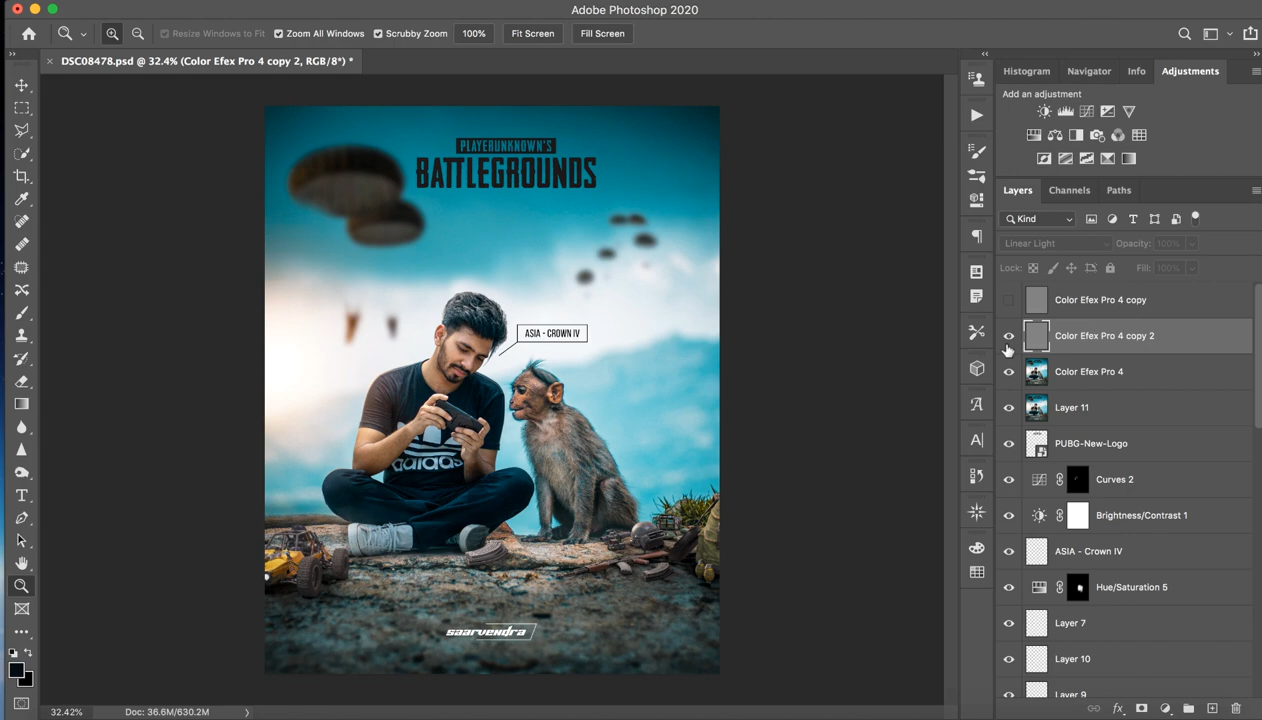 Adobe Photoshop 2020
Resize Windows to Fit
Zoom All Windows
Scrubby Zoom
100%
Fit Screen
Fill Screen
DSC08478.psd @ 32.4% (Color Efex Pro 4 copy 2, RGB/8*) *
Histogram
Navigator
Info
Adjustments
Add an adjustment
Layers
Channels
Paths
Kind
Linear Light
Opacity: 100%
Lock:
Fill: 100%
Color Efex Pro 4 copy
Color Efex Pro 4 copy 2
Color Efex Pro 4
Layer 11
PUBG-New-Logo
Curves 2
Brightness/Contrast 1
ASIA - Crown IV
Hue/Saturation 5
Layer 7
Layer 10
Layer 9
PLAYERUNKNOWN'S
BATTLEGROUNDS
ASIA - CROWN IV
adidas
saarvendra
32.42%
Doc: 36.6M/630.2M